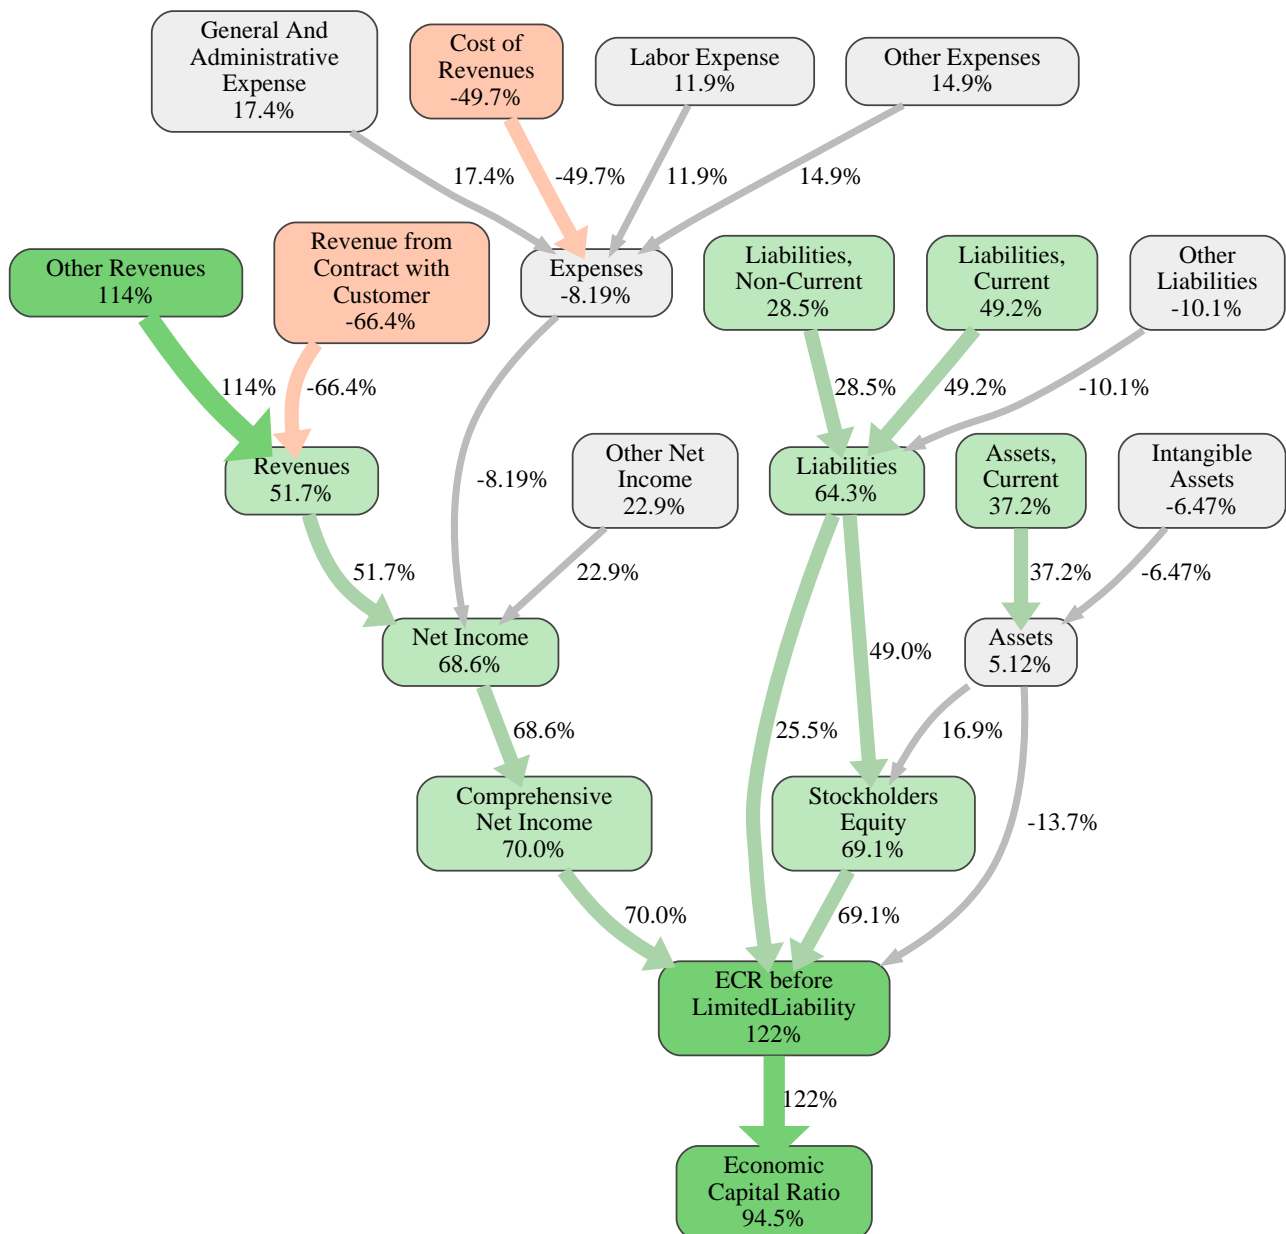 General And
Administrative
Expense
17.4%
Cost of
Revenues
-49.7%
Labor Expense
11.9%
Other Expenses
14.9%
17.4%
-49.7%
11.9%
14.9%
Other Revenues
114%
Revenue from
Contract with
Customer
-66.4%
Expenses
-8.19%
Liabilities,
Non-Current
28.5%
Liabilities,
Current
49.2%
Other
Liabilities
-10.1%
114%
-66.4%
28.5%
49.2%
-10.1%
Revenues
51.7%
-8.19%
Other Net
Income
22.9%
Liabilities
64.3%
Assets,
Current
37.2%
Intangible
Assets
-6.47%
51.7%
22.9%
37.2%
-6.47%
Net Income
68.6%
49.0%
Assets
5.12%
68.6%
25.5%
16.9%
Comprehensive
Net Income
70.0%
Stockholders
Equity
69.1%
-13.7%
70.0%
69.1%
ECR before
LimitedLiability
122%
122%
Economic
Capital Ratio
94.5%